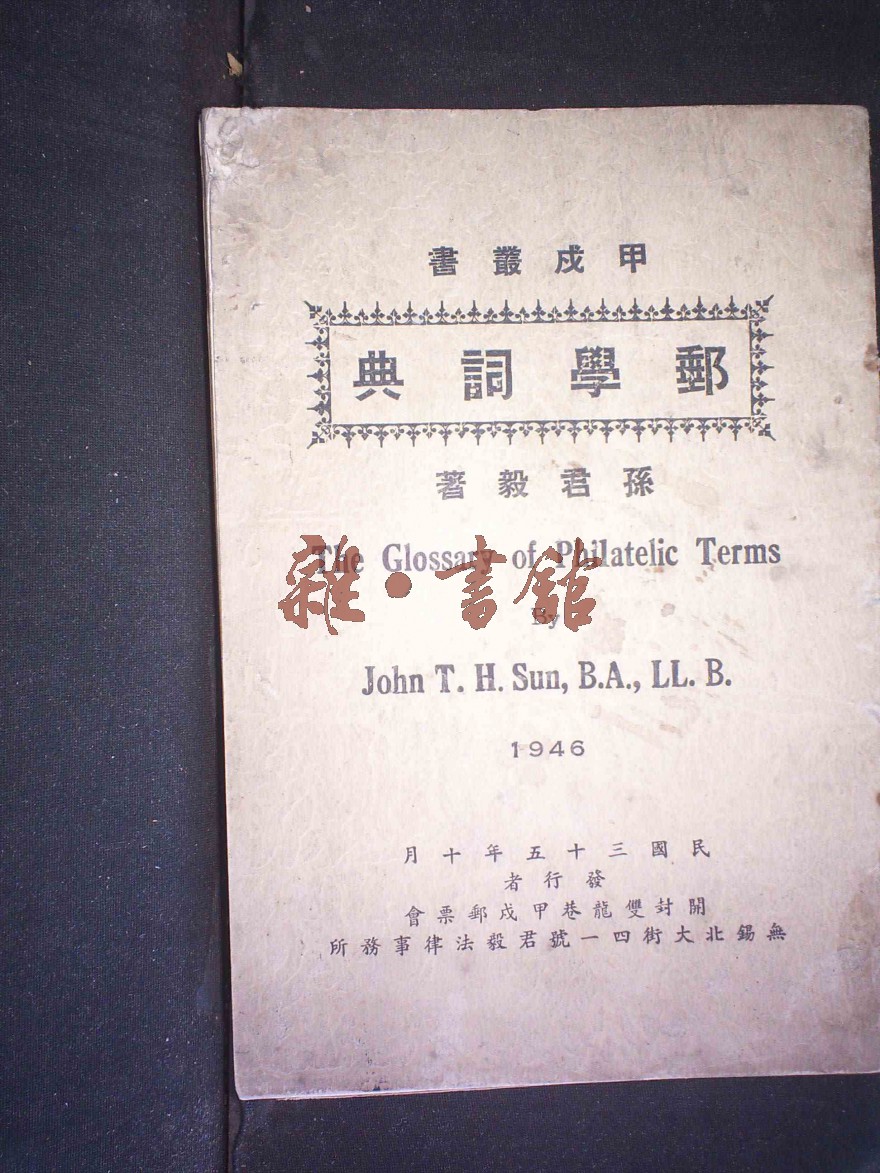 甲戍叢書
郵學詞典
孫君毅著
The Glossary of Philatelic Terms
雜·書館
By
John T. H. Sun, B.A., LL. B.
1946
民國三十五年十月
發行者
開封雙龍巷甲戍郵票會
無錫北大街四一號君毅法律事務所